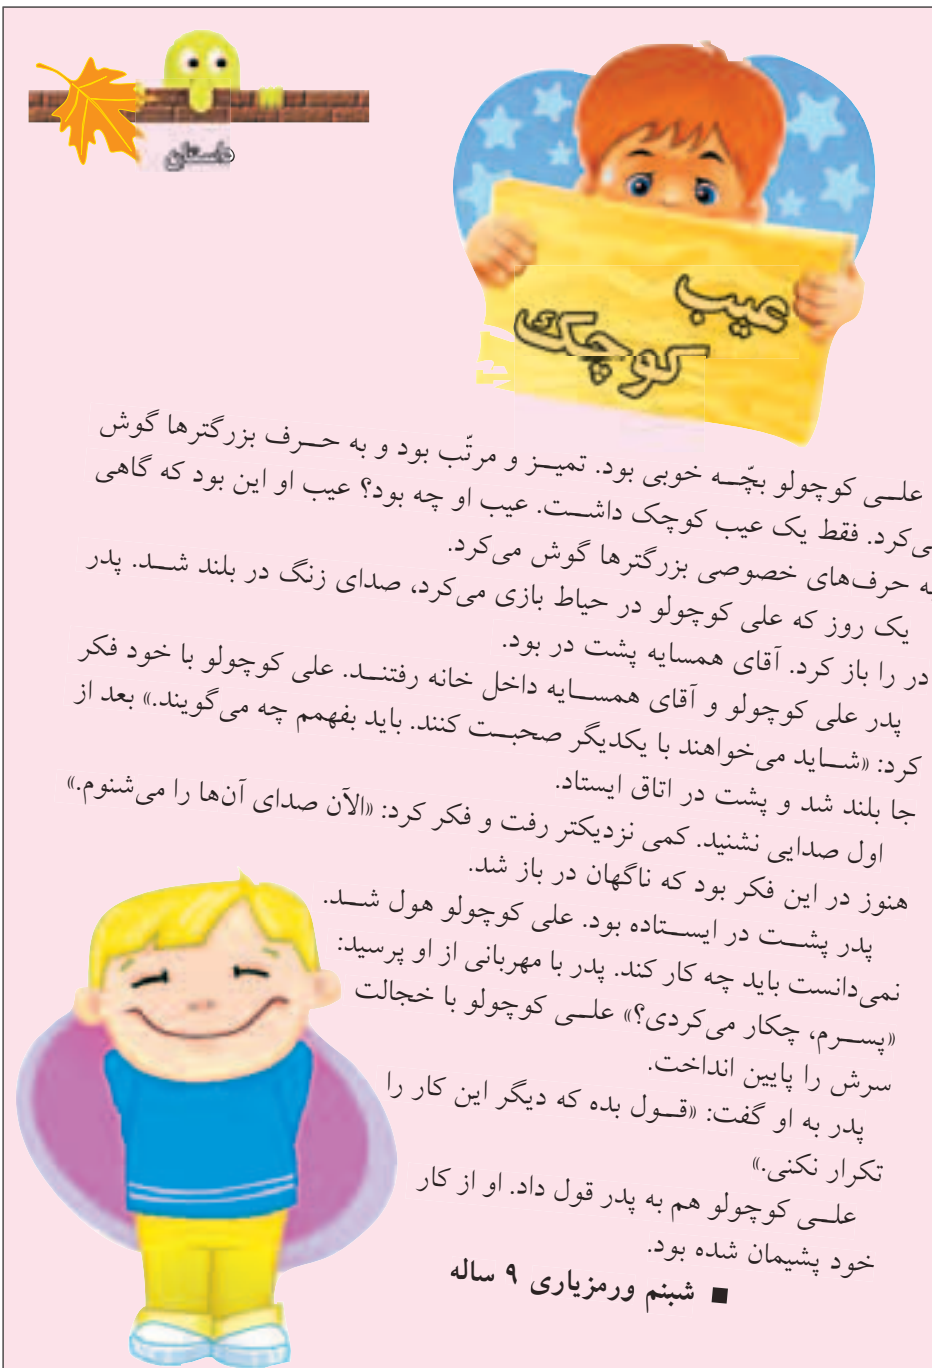 داستان
عیب
کوچک
علی کوچولو بچّه خوبی بود. تمیز و مرتّب بود و به حرف بزرگترها گوش
می‌کرد. فقط یک عیب کوچک داشت. عیب او چه بود؟ عیب او این بود که گاهی
به حرف‌های خصوصی بزرگترها گوش می‌کرد.
یک روز که علی کوچولو در حیاط بازی می‌کرد، صدای زنگ در بلند شد. پدر
در را باز کرد. آقای همسایه پشت در بود.
پدر علی کوچولو و آقای همسایه داخل خانه رفتند. علی کوچولو با خود فکر
کرد: «شاید می‌خواهند با یکدیگر صحبت کنند. باید بفهمم چه می‌گویند.» بعد از
جا بلند شد و پشت در اتاق ایستاد.
اول صدایی نشنید. کمی نزدیکتر رفت و فکر کرد: «الآن صدای آن‌ها را می‌شنوم.»
هنوز در این فکر بود که ناگهان در باز شد.
پدر پشت در ایستاده بود. علی کوچولو هول شد.
نمی‌دانست باید چه کار کند. پدر با مهربانی از او پرسید:
«پسرم، چکار می‌کردی؟» علی کوچولو با خجالت
سرش را پایین انداخت.
پدر به او گفت: «قول بده که دیگر این کار را
تکرار نکنی.»
علی کوچولو هم به پدر قول داد. او از کار
خود پشیمان شده بود.
■ شبنم ورمزیاری ۹ ساله